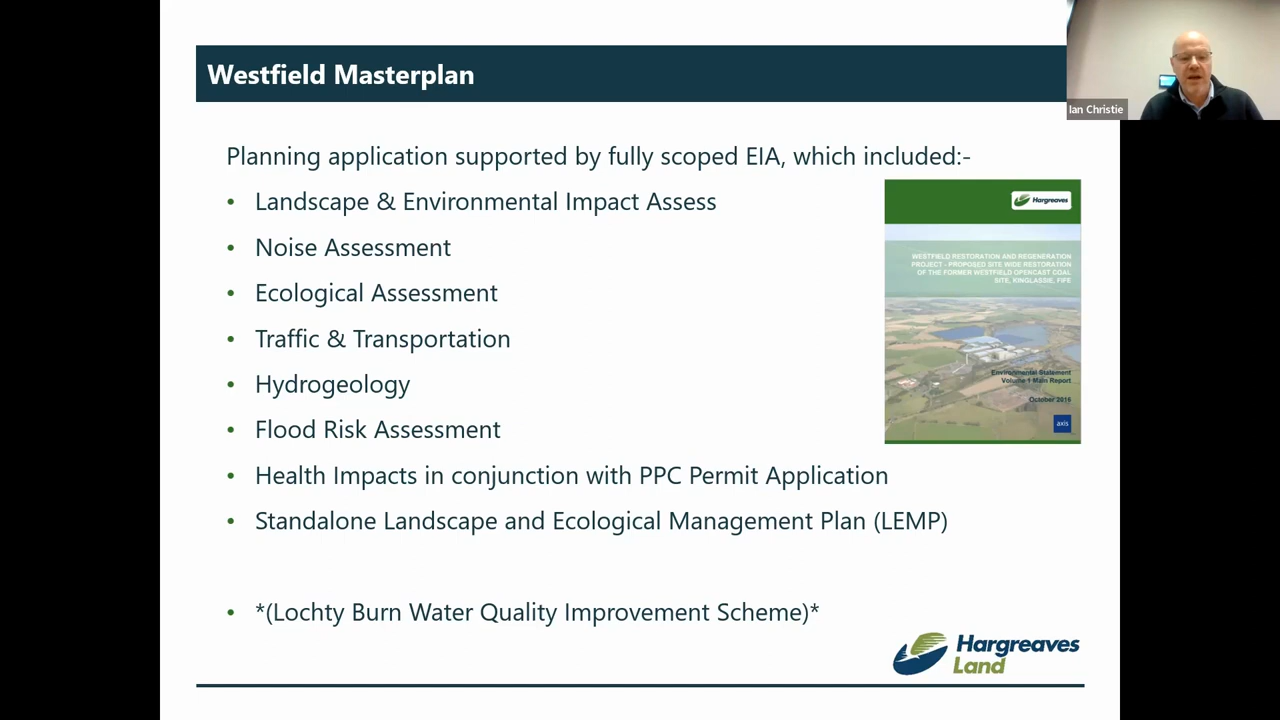 Westfield Masterplan
Ian Christie
Planning application supported by fully scoped EIA, which included:-
• Landscape & Environmental Impact Assess
• Noise Assessment
• Ecological Assessment
• Traffic & Transportation
• Hydrogeology
• Flood Risk Assessment
• Health Impacts in conjunction with PPC Permit Application
• Standalone Landscape and Ecological Management Plan (LEMP)
• *(Lochty Burn Water Quality Improvement Scheme)*
Hargreaves
WESTFIELD RESTORATION AND REGENERATION
PROJECT - PROPOSED SITE WIDE RESTORATION
OF THE FORMER WESTFIELD OPENCAST COAL
SITE, KINGLASSIE, FIFE
Environmental Statement
Volume 1 Main Report
October 2016
axis
Hargreaves
Land